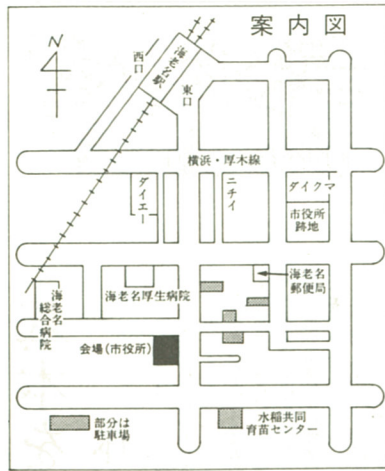 案内図
N
西口
海老名駅
東口
横浜・厚木線
ダイエー
ニチイ
ダイクマ
市役所
跡地
海老名
総合病院
海老名厚生病院
海老名
郵便局
会場(市役所)
部分は
駐車場
水稲共同
育苗センター